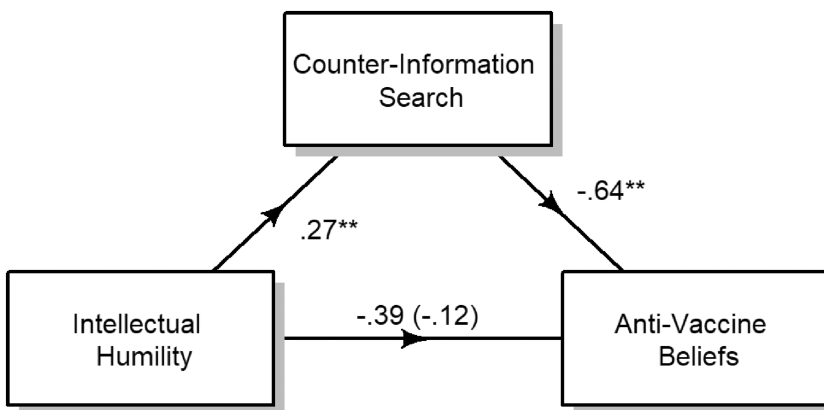 Counter-Information
Search
-.64**
.27**
-.39 (-.12)
Intellectual
Humility
Anti-Vaccine
Beliefs